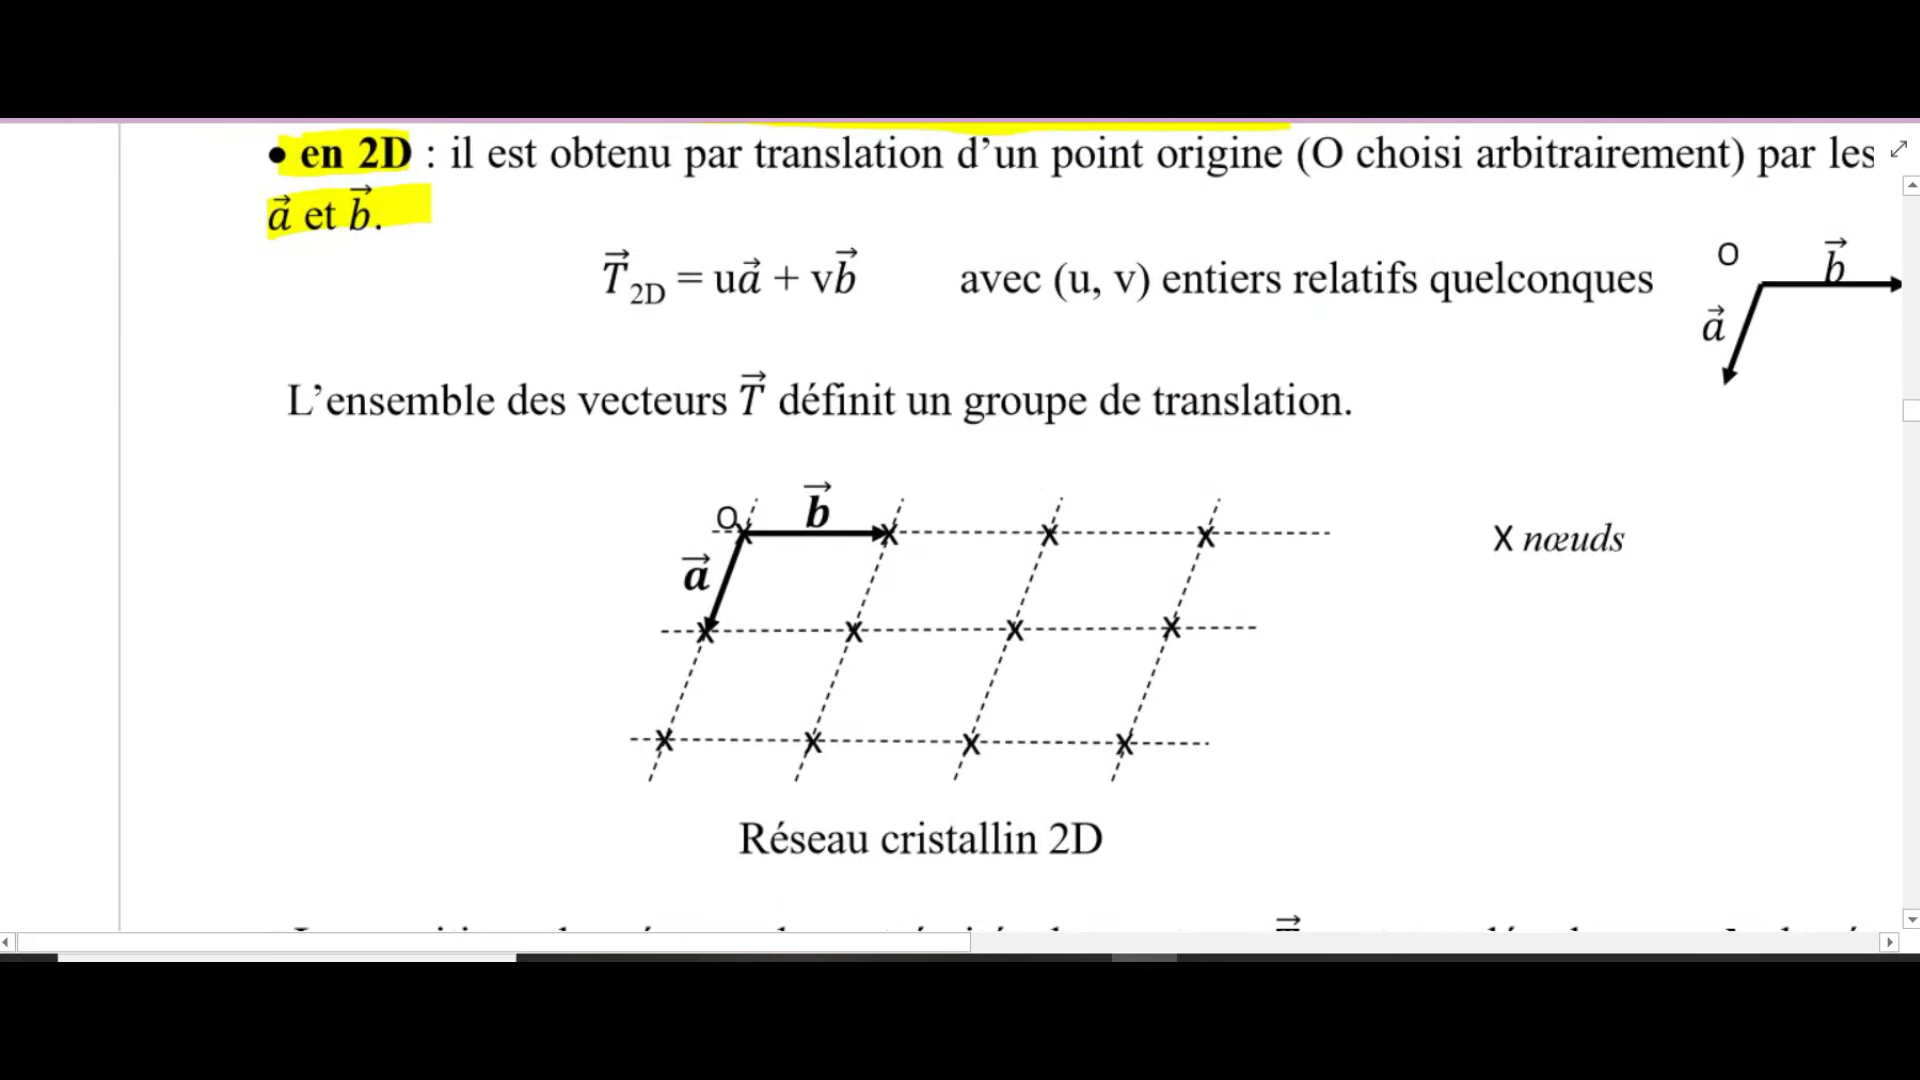 • en 2D : il est obtenu par translation d’un point origine (O choisi arbitrairement) par les
a⃗ et b⃗.
T⃗2D = ua⃗ + vb⃗ avec (u, v) entiers relatifs quelconques
O b⃗
a⃗
L’ensemble des vecteurs T⃗ définit un groupe de translation.
O b⃗
a⃗
X nœuds
Réseau cristallin 2D